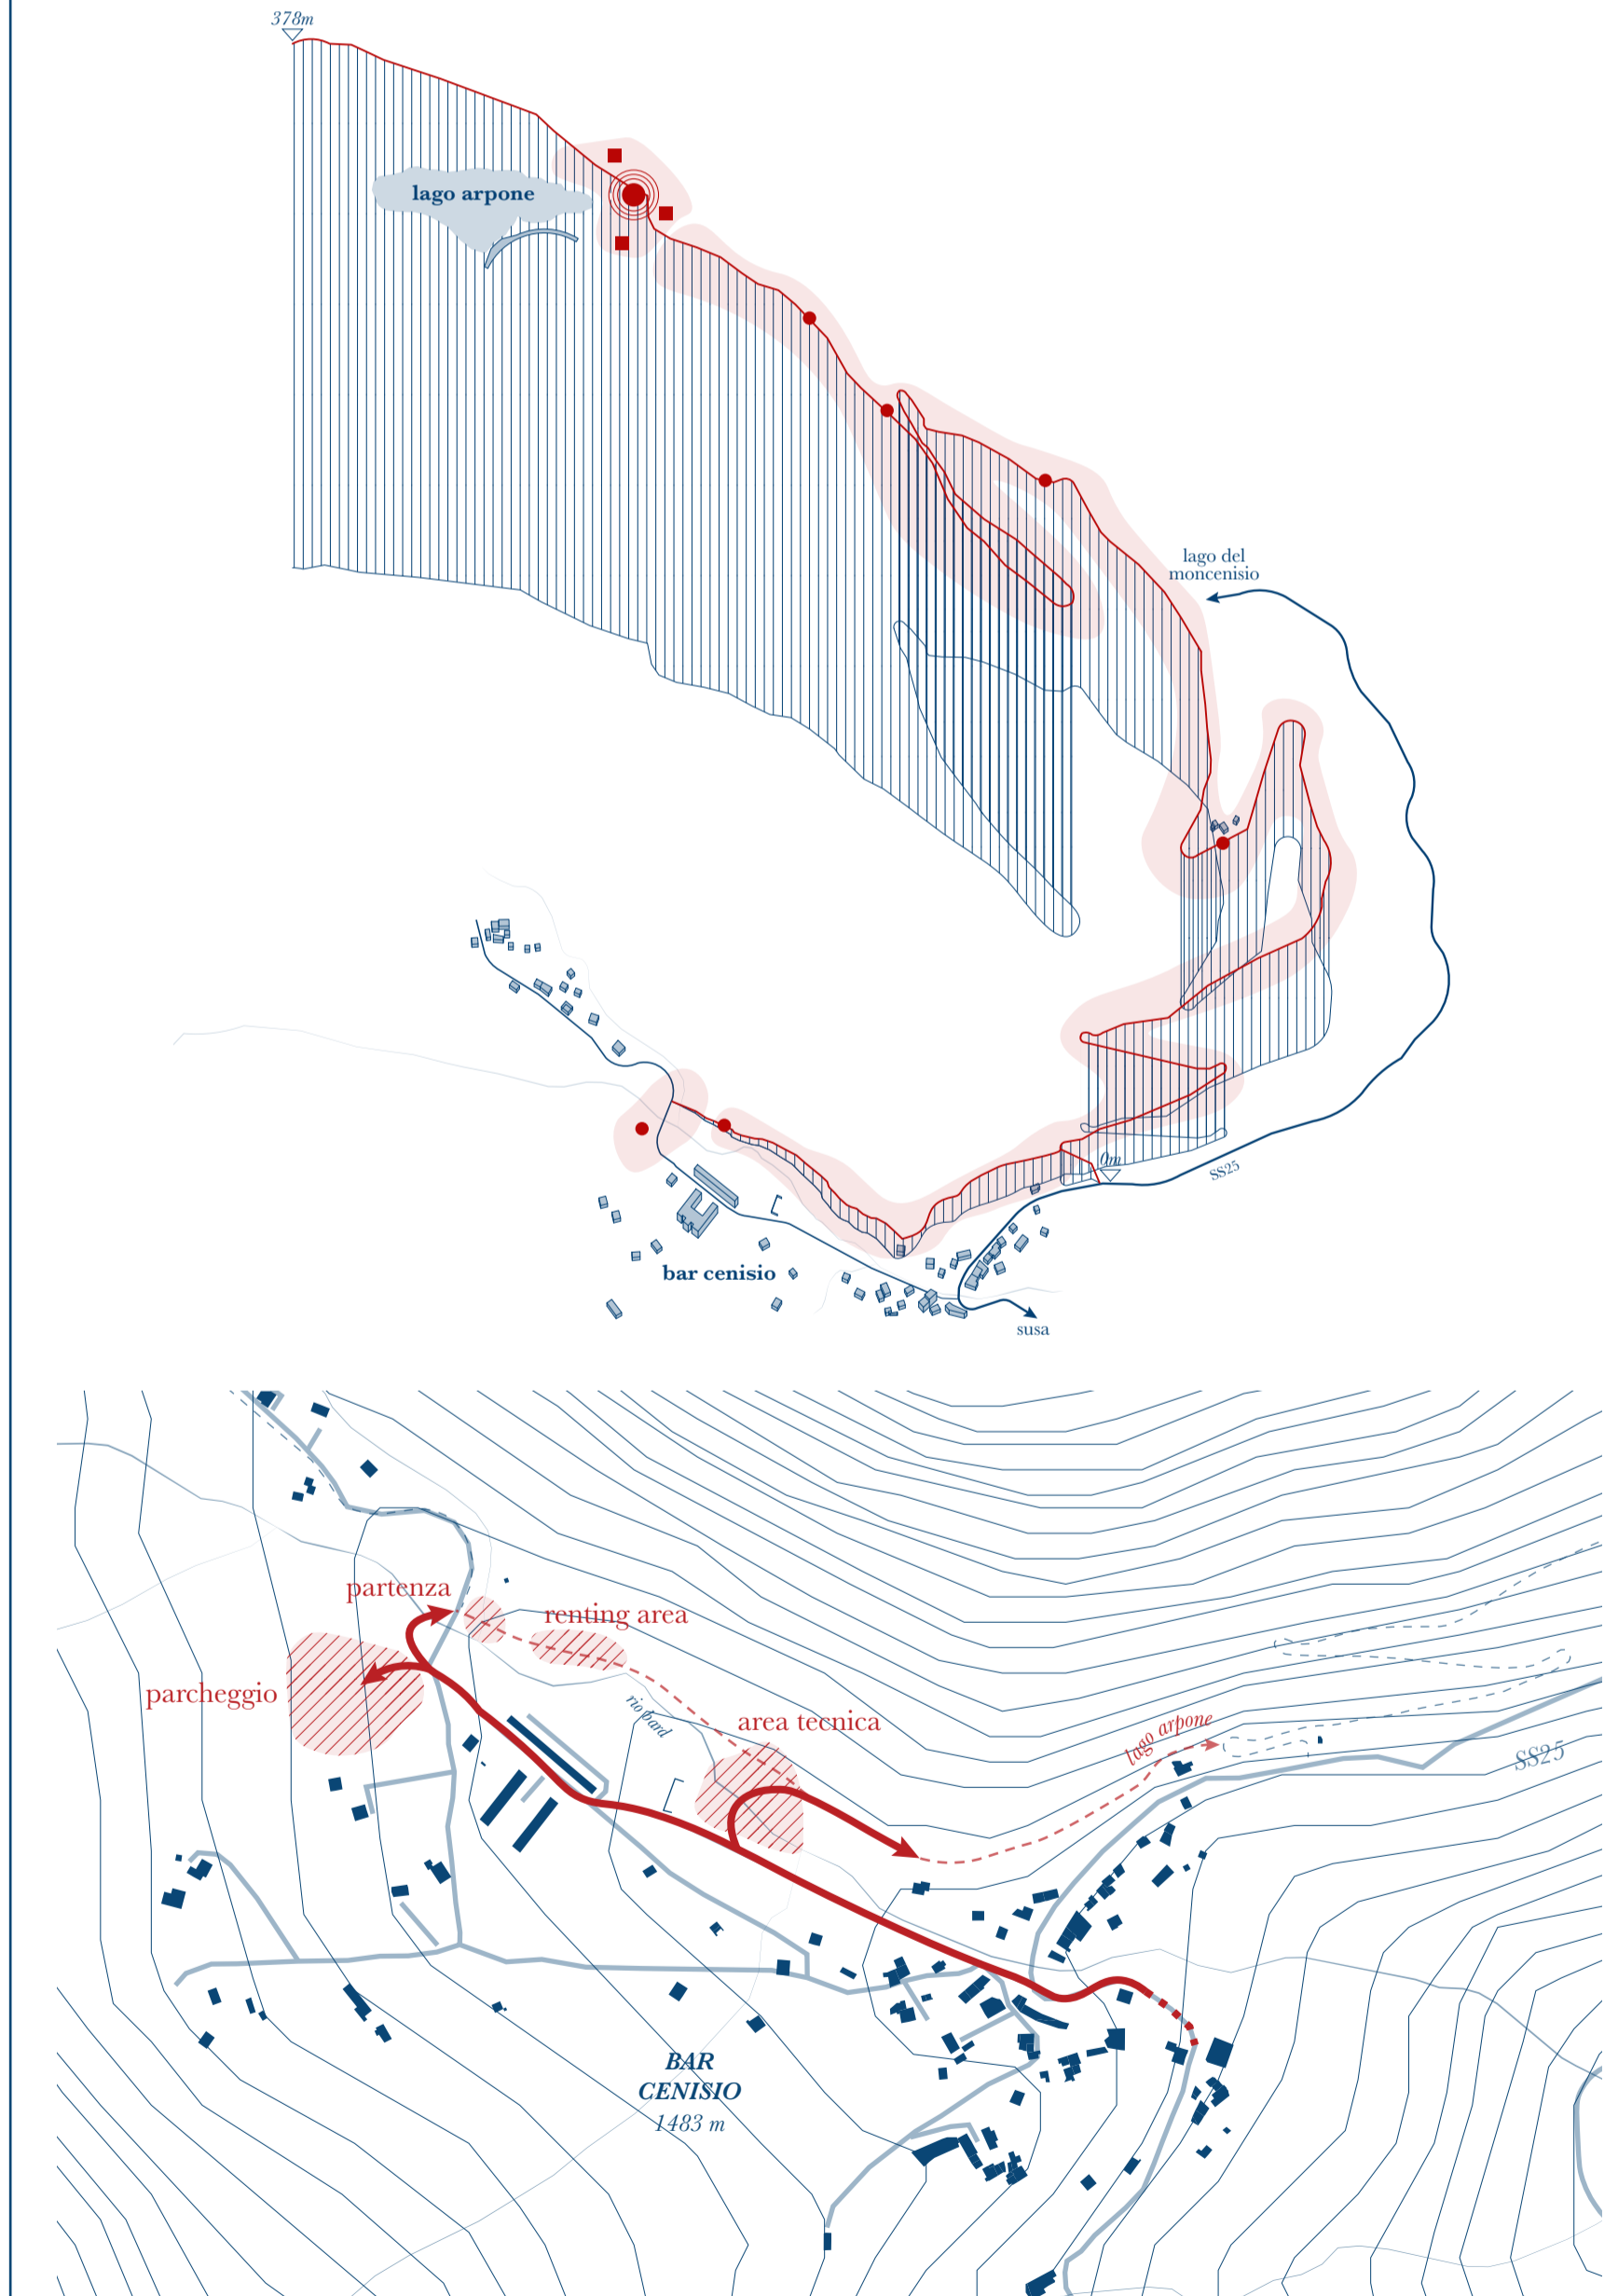 378m
lago arpone
lago del
moncenisio
0m
SS25
bar cenisio
susa
partenza
renting area
parcheggio
rio bard
area tecnica
lago arpone
SS25
BAR
CENISIO
1483 m